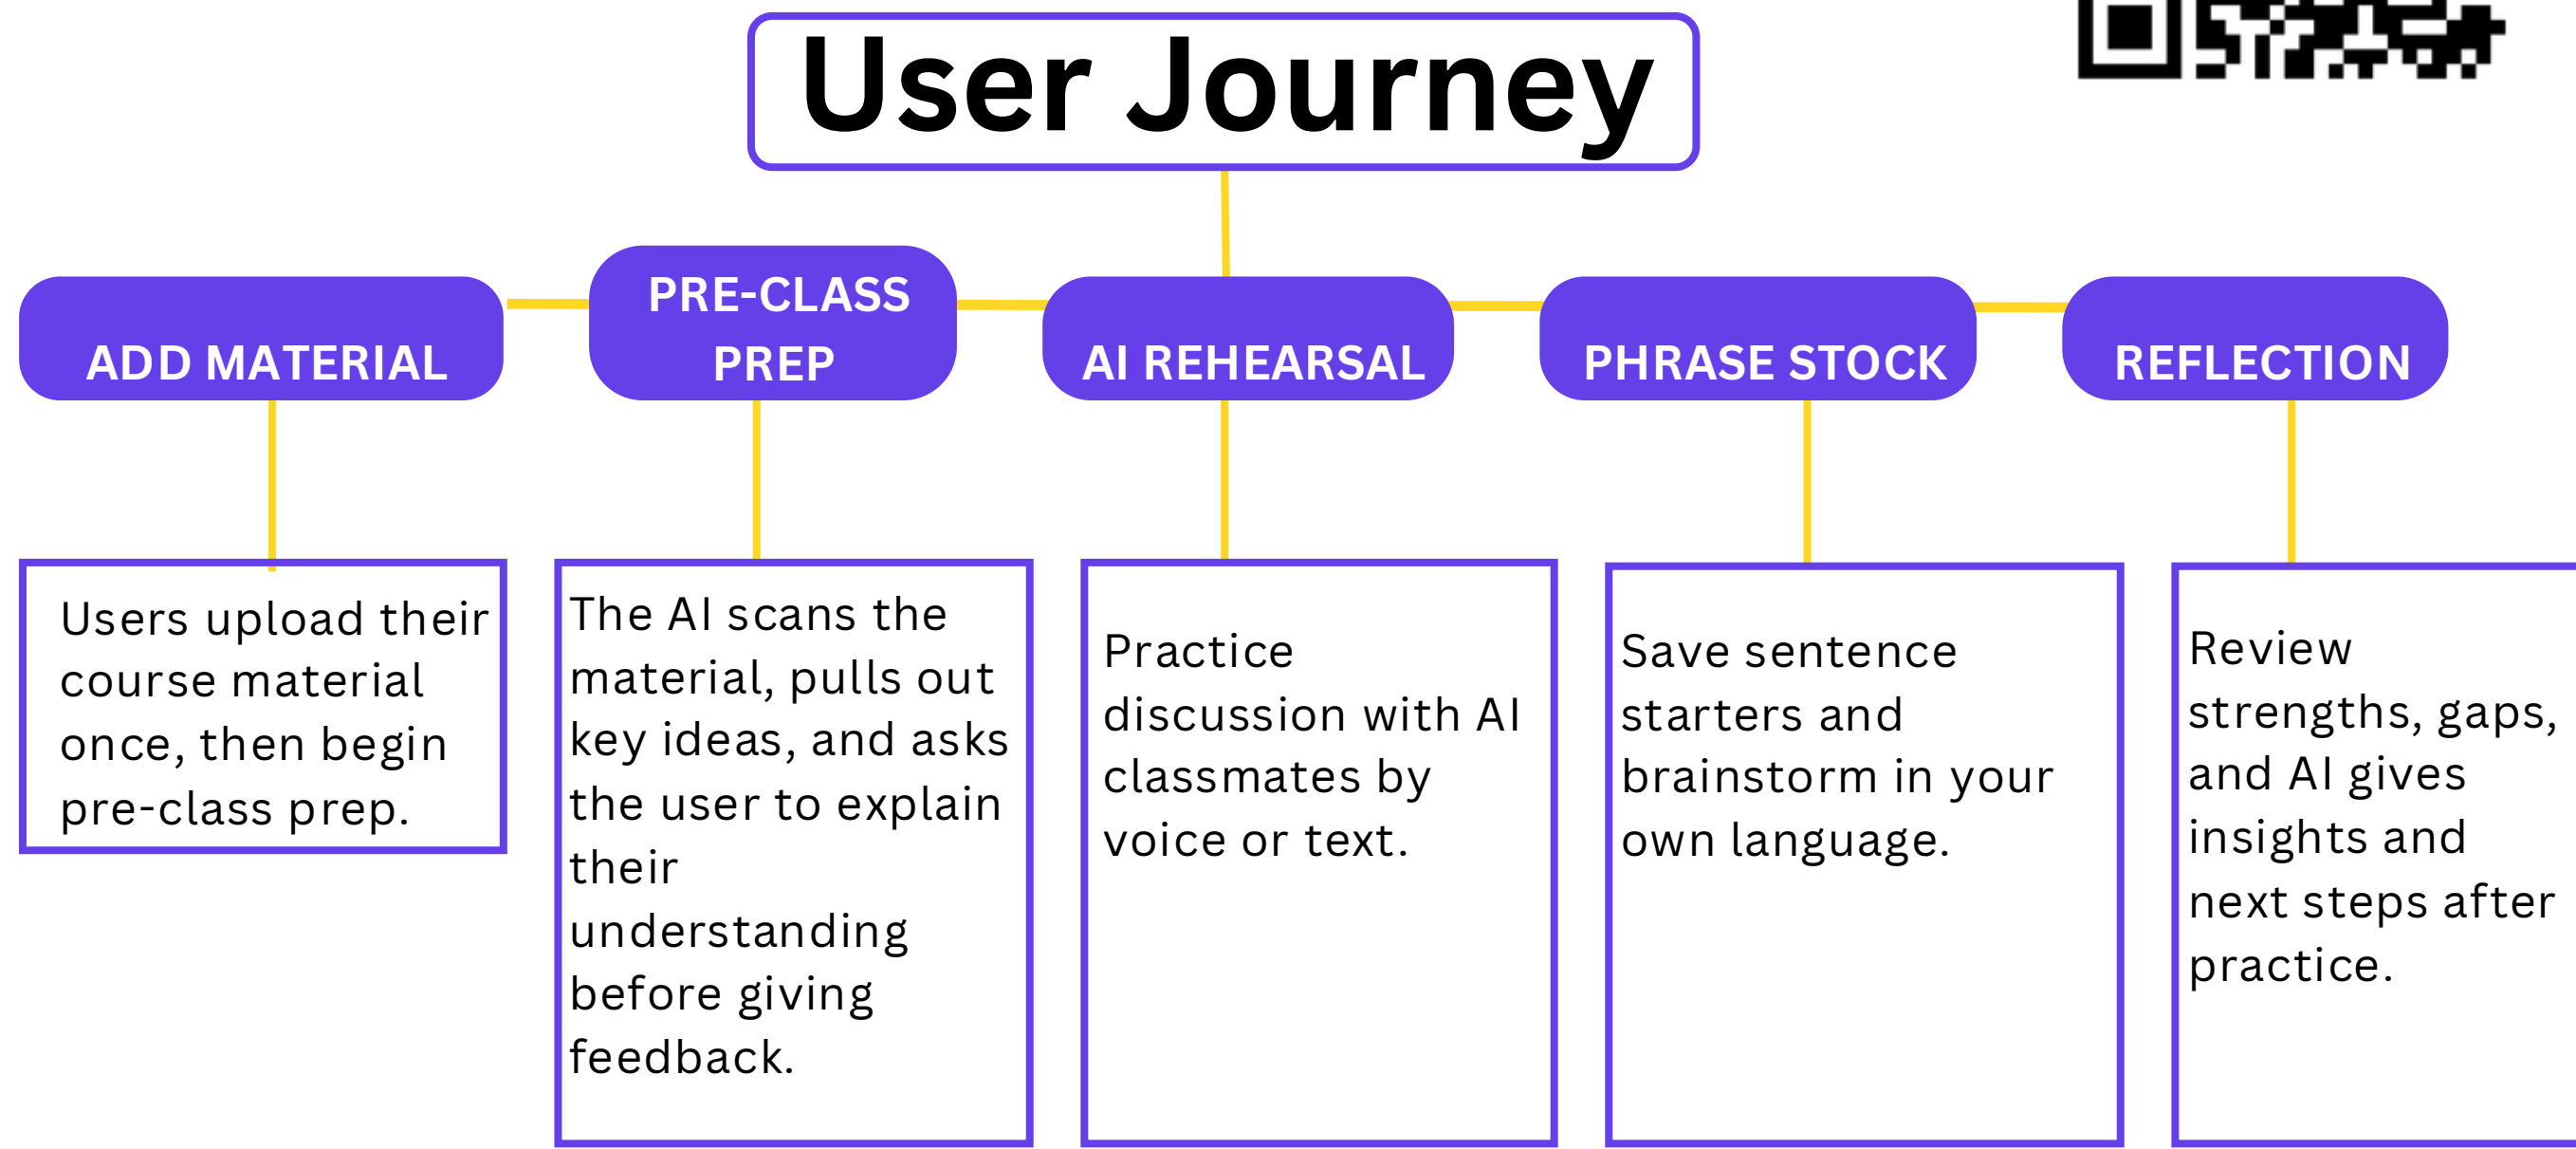 User Journey
ADD MATERIAL
PRE-CLASS
PREP
AI REHEARSAL
PHRASE STOCK
REFLECTION
Users upload their
course material
once, then begin
pre-class prep.
The AI scans the
material, pulls out
key ideas, and asks
the user to explain
their
understanding
before giving
feedback.
Practice
discussion with AI
classmates by
voice or text.
Save sentence
starters and
brainstorm in your
own language.
Review
strengths, gaps,
and AI gives
insights and
next steps after
practice.